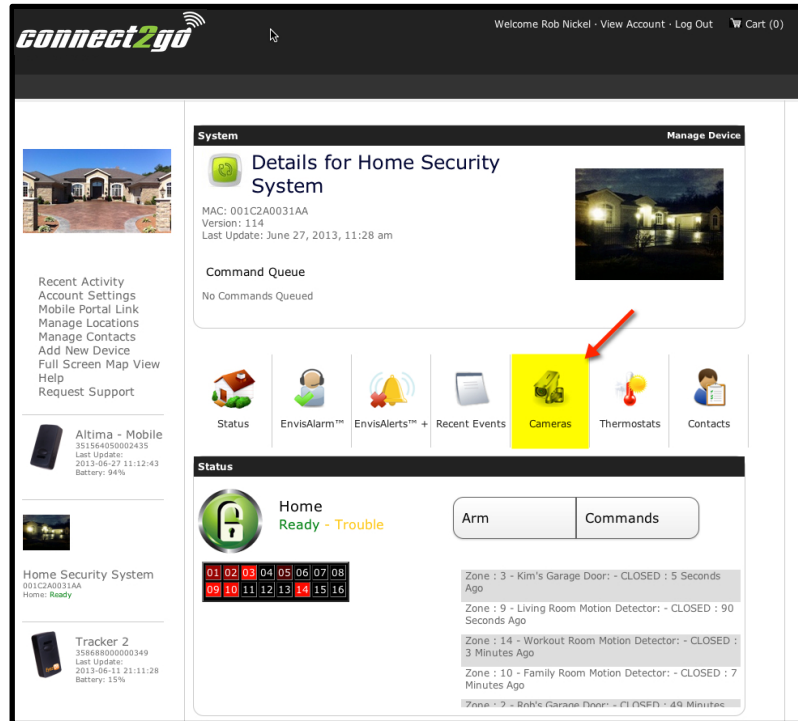 connect2go
Welcome Rob Nickel · View Account · Log Out Cart (0)
System Manage Device
Details for Home Security
System
MAC: 001C2A0031AA
Version: 114
Last Update: June 27, 2013, 11:28 am
Command Queue
No Commands Queued
Recent Activity
Account Settings
Mobile Portal Link
Manage Locations
Manage Contacts
Add New Device
Full Screen Map View
Help
Request Support
Altima - Mobile
351564050002435
Last Update:
2013-06-27 11:12:43
Battery: 94%
Home Security System
001C2A0031AA
Home: Ready
Tracker 2
358688000000349
Last Update:
2013-06-11 21:11:28
Battery: 15%
Status EnvisAlarm™ EnvisAlerts™ + Recent Events Cameras Thermostats Contacts
Status
Home
Ready - Trouble
Arm Commands
01 02 03 04 05 06 07 08
09 10 11 12 13 14 15 16
Zone : 3 - Kim's Garage Door: - CLOSED : 5 Seconds
Ago
Zone : 9 - Living Room Motion Detector: - CLOSED : 90
Seconds Ago
Zone : 14 - Workout Room Motion Detector: - CLOSED :
3 Minutes Ago
Zone : 10 - Family Room Motion Detector: - CLOSED : 7
Minutes Ago
Zone : 2 - Rob's Garage Door: - CLOSED : 49 Minutes